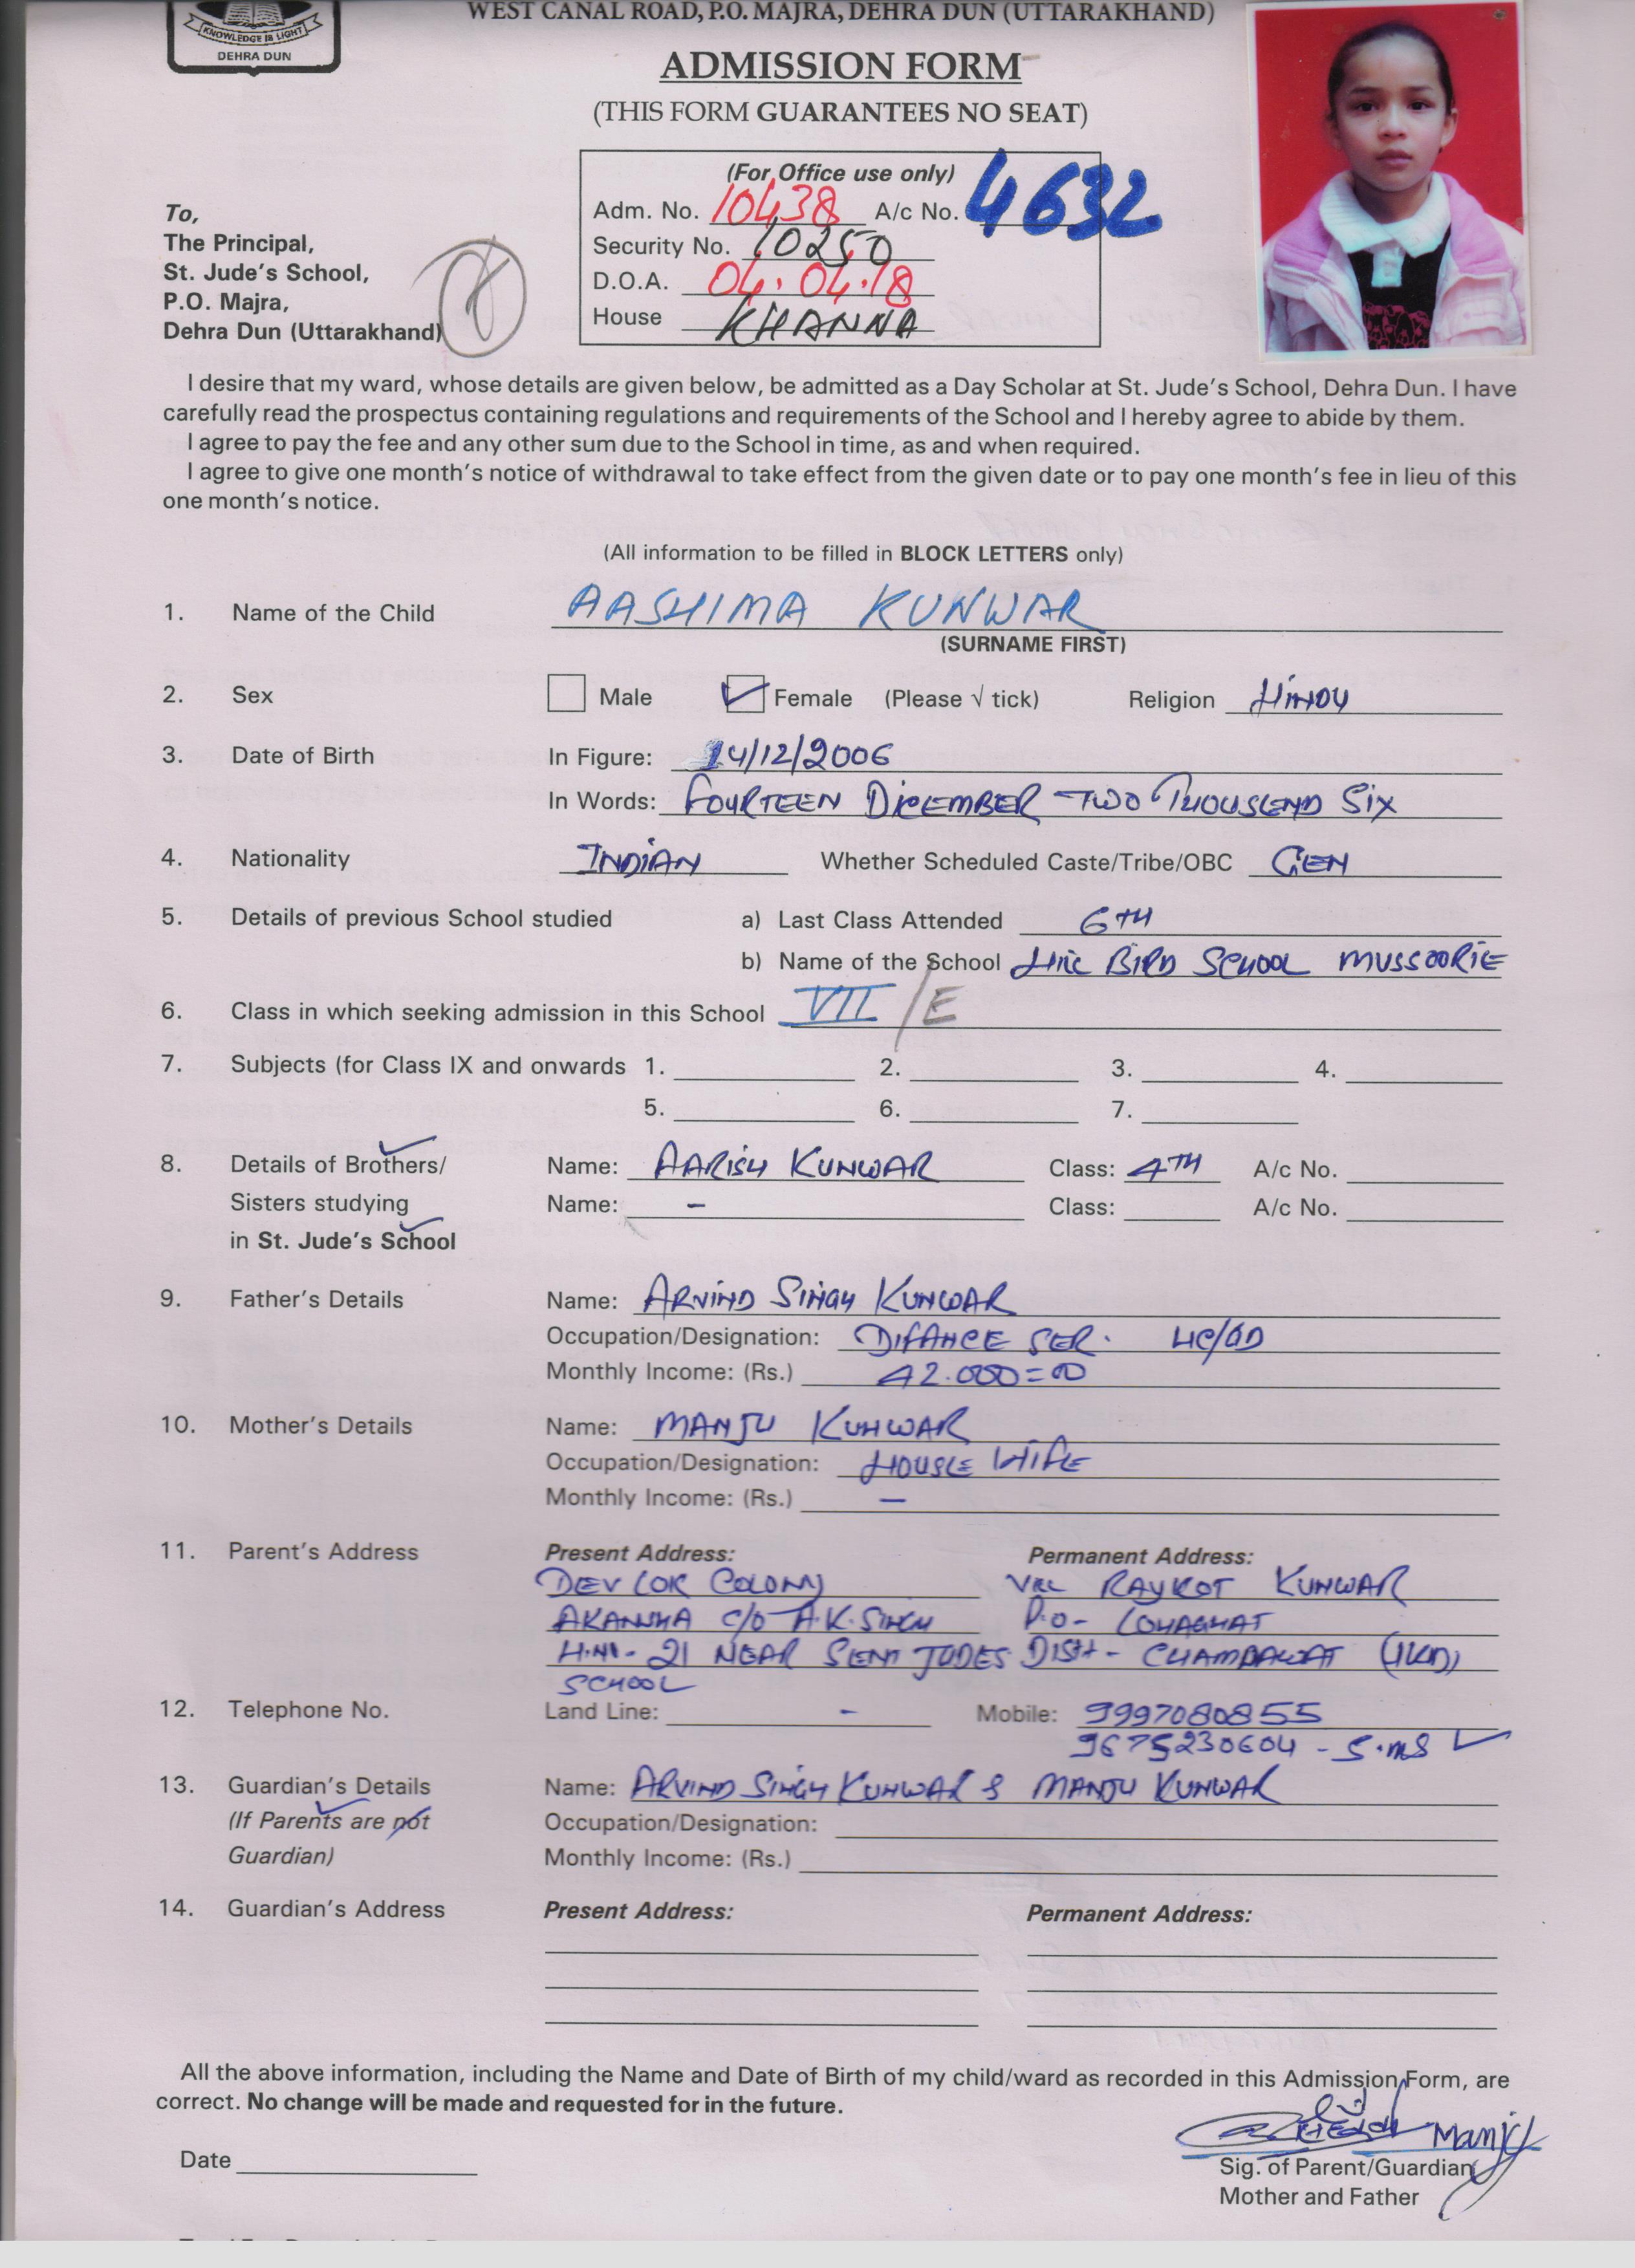 WEST CANAL ROAD, P.O. MAJRA, DEHRA DUN (UTTARAKHAND)
KNOWLEDGE IS LIGHT
DEHRA DUN
ADMISSION FORM
(THIS FORM GUARANTEES NO SEAT)
(For Office use only)
Adm. No. 10438 A/c No. 4632
Security No. 10250
D.O.A. 04.04.18
House KHANNA
To,
The Principal,
St. Jude's School,
P.O. Majra,
Dehra Dun (Uttarakhand)
8
I desire that my ward, whose details are given below, be admitted as a Day Scholar at St. Jude's School, Dehra Dun. I have
carefully read the prospectus containing regulations and requirements of the School and I hereby agree to abide by them.
I agree to pay the fee and any other sum due to the School in time, as and when required.
I agree to give one month's notice of withdrawal to take effect from the given date or to pay one month's fee in lieu of this
one month's notice.
(All information to be filled in BLOCK LETTERS only)
1. Name of the Child AASHIMA KUNWAR
(SURNAME FIRST)
2. Sex Male Female (Please √ tick) Religion HINDU
3. Date of Birth In Figure: 14/12/2006
In Words: FOURTEEN DICEMBER TWO THOUSEND SIX
4. Nationality INDIAN Whether Scheduled Caste/Tribe/OBC GEN
5. Details of previous School studied a) Last Class Attended 6TH
b) Name of the School BIRD SCHOOL MUSSOORIE
6. Class in which seeking admission in this School VII /E
7. Subjects (for Class IX and onwards 1. 2. 3. 4.
5. 6. 7.
8. Details of Brothers/ Name: AARISH KUNWAR Class: 4TH A/c No.
Sisters studying Name: - Class: A/c No.
in St. Jude's School
9. Father's Details Name: ARVIND SINGH KUNWAR
Occupation/Designation: DIFANCE SER. HC/GD
Monthly Income: (Rs.) 42.000=00
10. Mother's Details Name: MANJU KUNWAR
Occupation/Designation: HOUSE WIFE
Monthly Income: (Rs.) -
11. Parent's Address Present Address: Permanent Address:
DEV LOK COLONY VILL RAYKOT KUNWAR
AKANSHA C/O A.K. SINGH P.O- LOHAGHAT
H.NO- 21 NEAR SENT JUDES DISTT- CHAMPAWAT (UKD)
SCHOOL
12. Telephone No. Land Line: - Mobile: 9997080855
9675230604 - S.MS
13. Guardian's Details Name: ARVIND SINGH KUNWAR & MANJU KUNWAR
(If Parents are not Occupation/Designation:
Guardian) Monthly Income: (Rs.)
14. Guardian's Address Present Address: Permanent Address:
All the above information, including the Name and Date of Birth of my child/ward as recorded in this Admission Form, are
correct. No change will be made and requested for in the future.
Manju
Date
Sig. of Parent/Guardian
Mother and Father